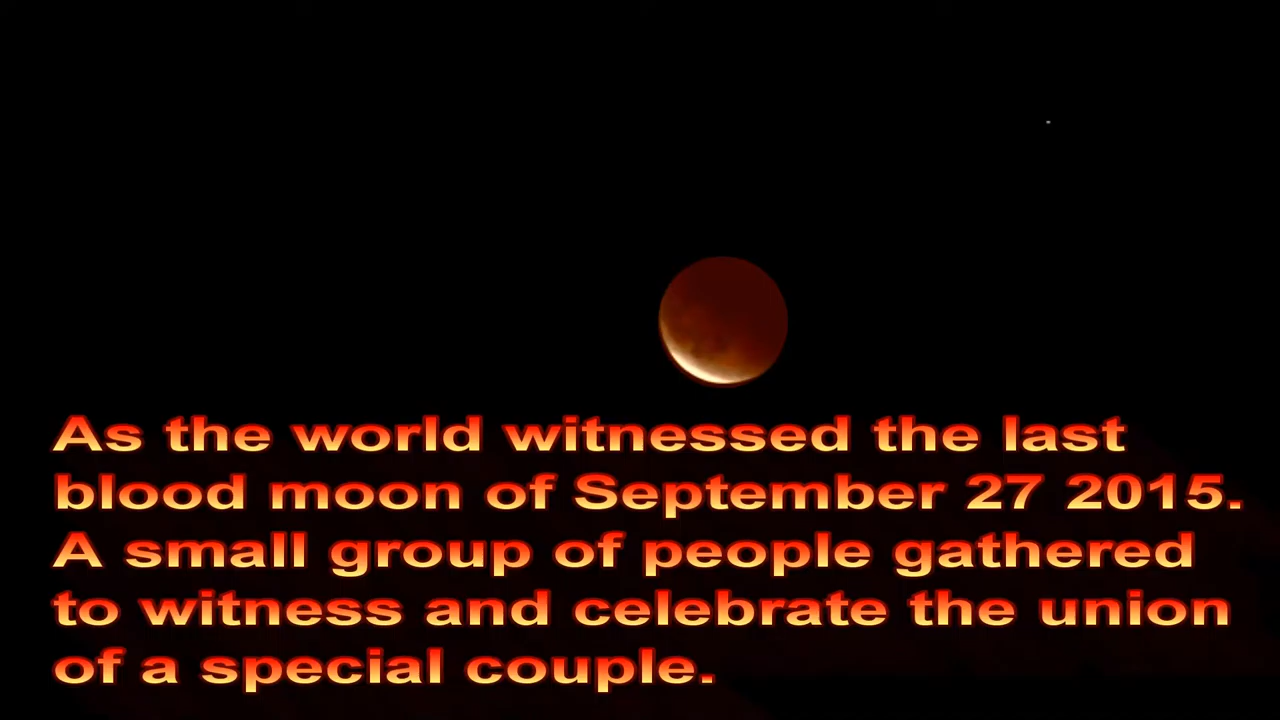 As the world witnessed the last
blood moon of September 27 2015.
A small group of people gathered
to witness and celebrate the union
of a special couple.